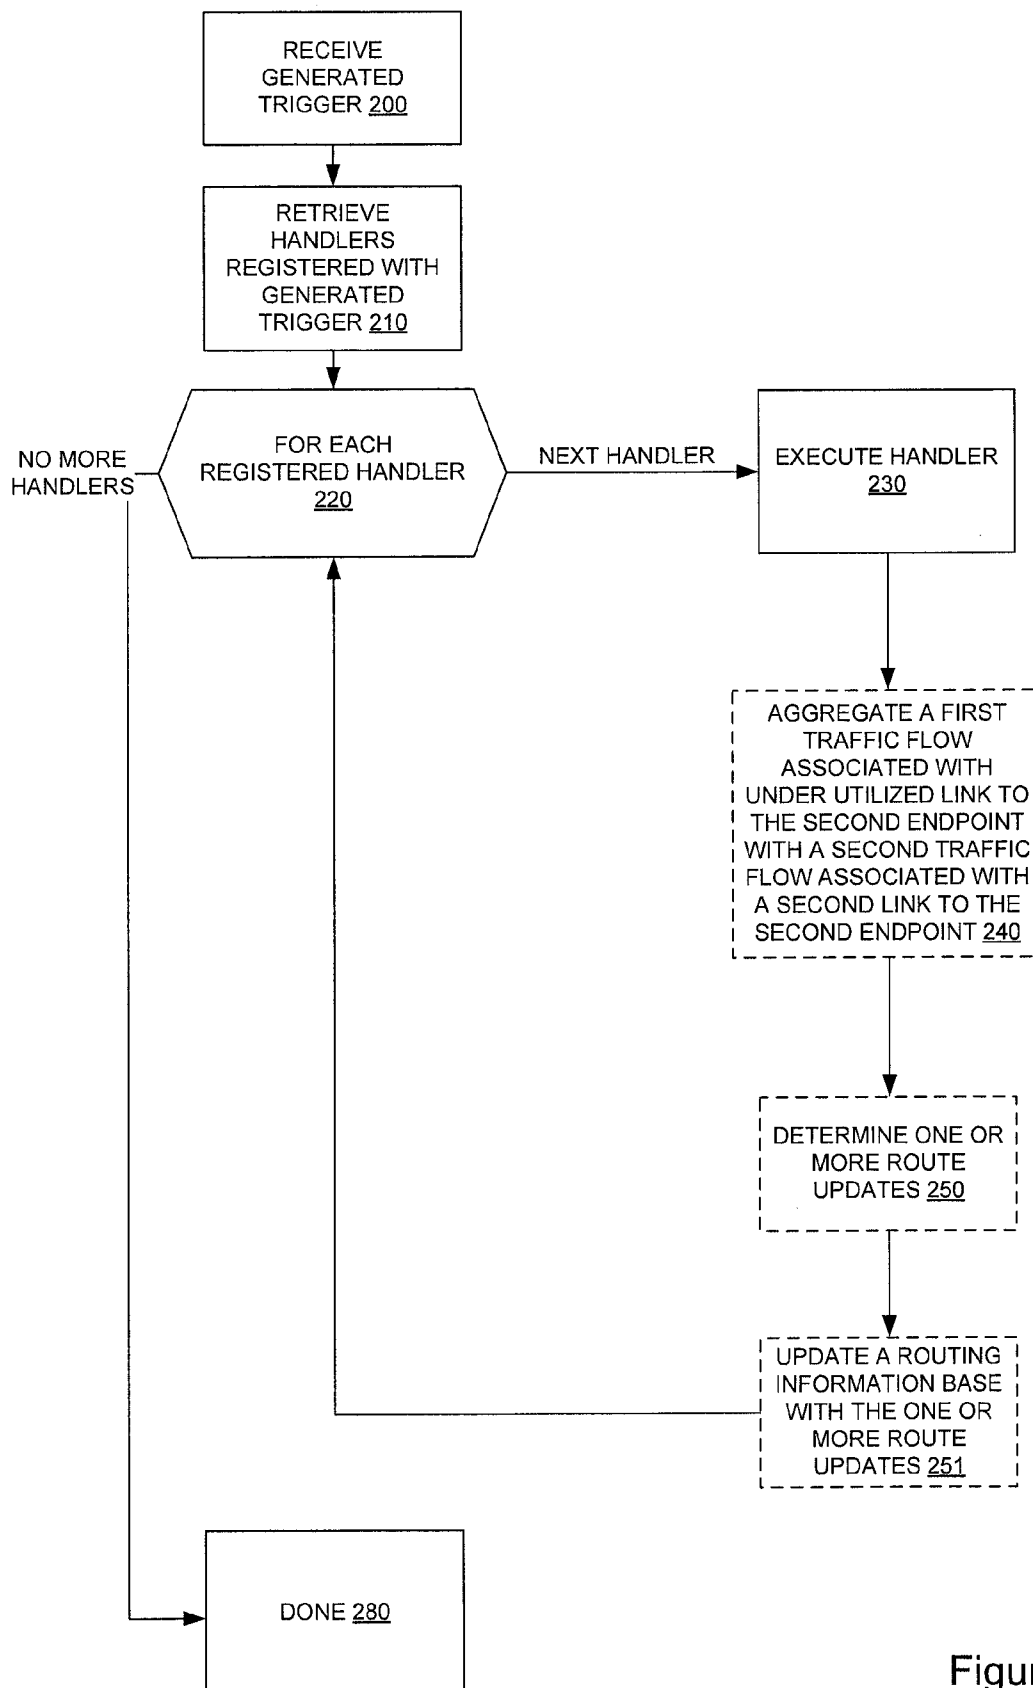 RECEIVE
GENERATED
TRIGGER 200
RETRIEVE
HANDLERS
REGISTERED WITH
GENERATED
TRIGGER 210
NO MORE
HANDLERS
FOR EACH
REGISTERED HANDLER
220
NEXT HANDLER
EXECUTE HANDLER
230
AGGREGATE A FIRST
TRAFFIC FLOW
ASSOCIATED WITH
UNDER UTILIZED LINK TO
THE SECOND ENDPOINT
WITH A SECOND TRAFFIC
FLOW ASSOCIATED WITH
A SECOND LINK TO THE
SECOND ENDPOINT 240
DETERMINE ONE OR
MORE ROUTE
UPDATES 250
UPDATE A ROUTING
INFORMATION BASE
WITH THE ONE OR
MORE ROUTE
UPDATES 251
DONE 280